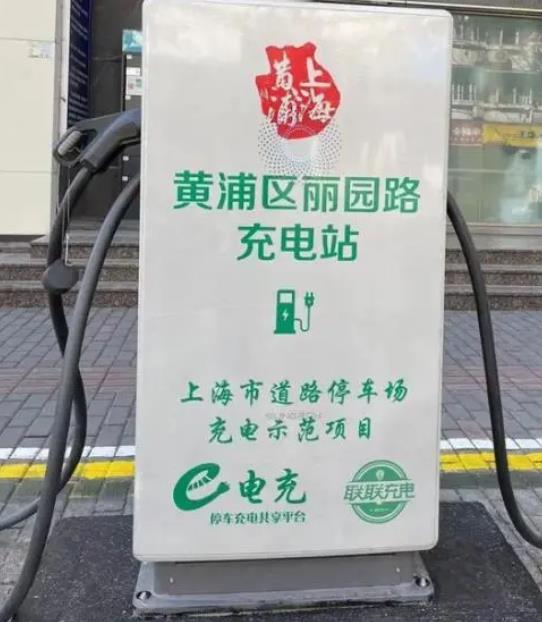 上海
黄浦
黄浦区丽园路
充电站
上海市道路停车场
SUNGROW
充电示范项目
e电充
停车充电共享平台
联联充电